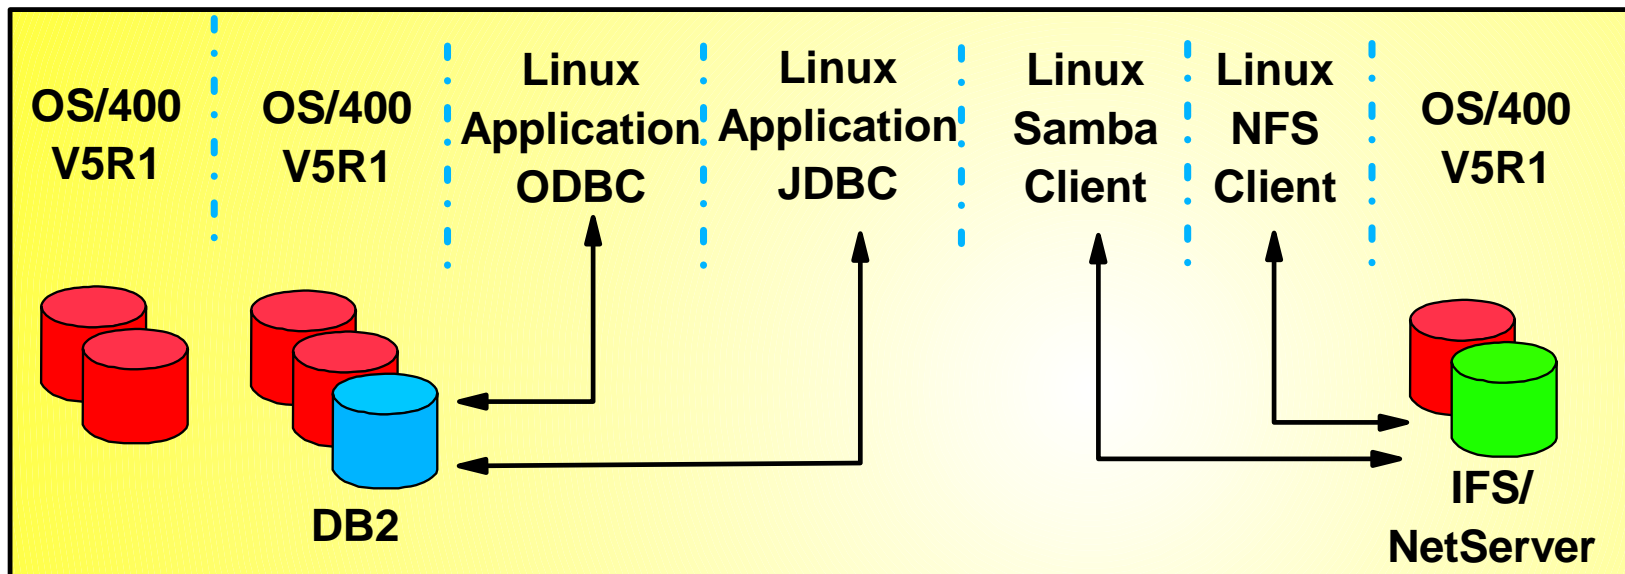 OS/400
V5R1
OS/400
V5R1
Linux
Application
ODBC
Linux
Application
JDBC
Linux
Samba
Client
Linux
NFS
Client
OS/400
V5R1
DB2
IFS/
NetServer